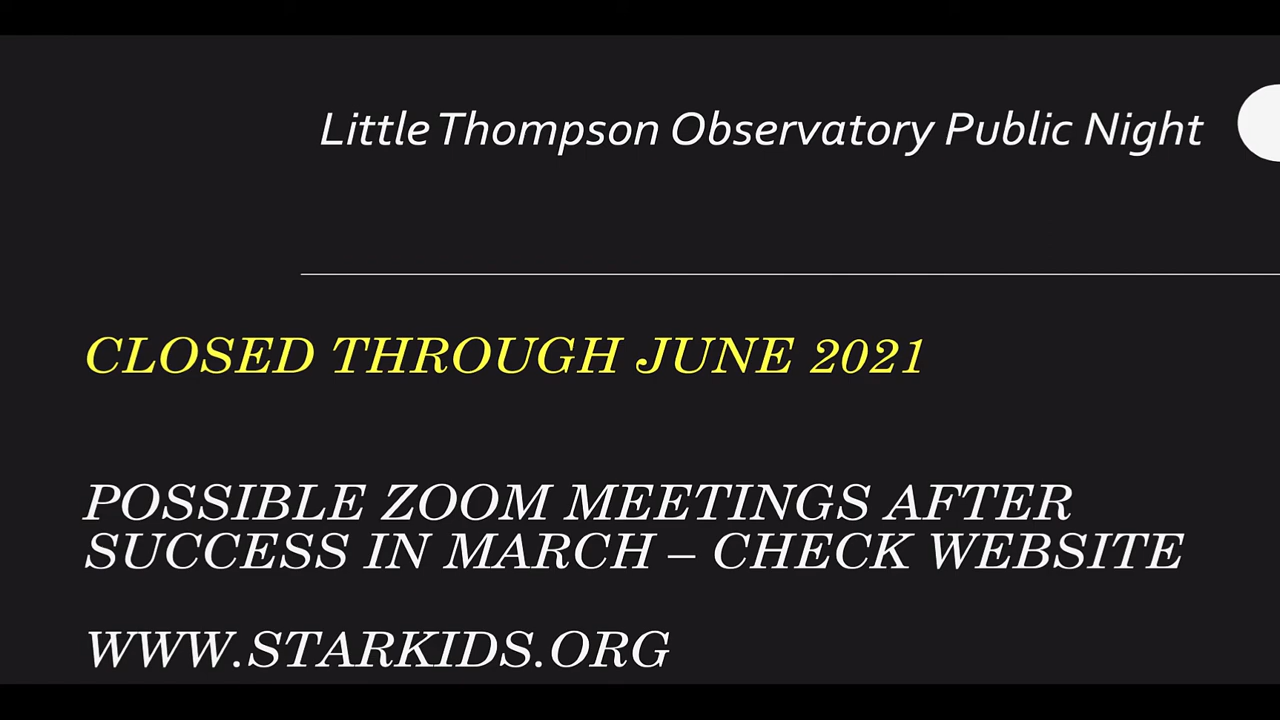 Little Thompson Observatory Public Night
CLOSED THROUGH JUNE 2021
POSSIBLE ZOOM MEETINGS AFTER
SUCCESS IN MARCH – CHECK WEBSITE
WWW.STARKIDS.ORG